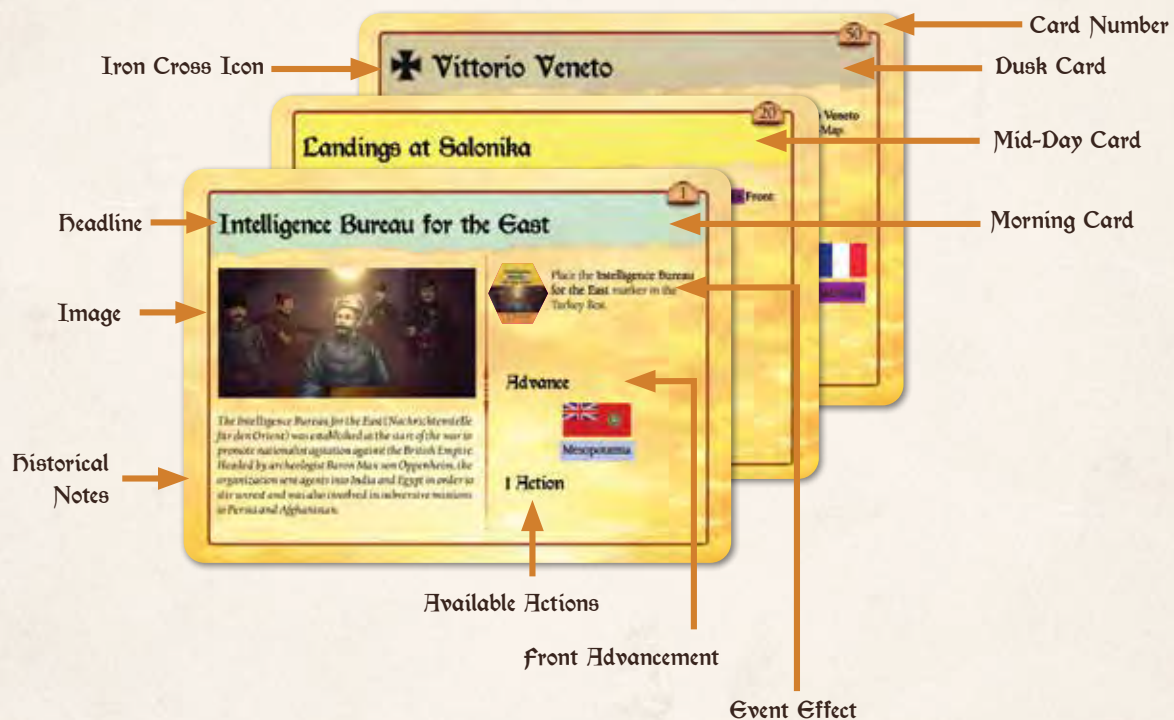 Card Number
50
Iron Cross Icon
Vittorio Veneto
Dusk Card
Veneto
Map
20
Landings at Salonika
Mid-Day Card
Front
1
Headline
Intelligence Bureau for the East
Morning Card
Place the Intelligence Bureau
for the East marker in the
Turkey Box.
Image
Advance
Mesopotamia
The Intelligence Bureau for the East (Nachrichtenstelle
für den Orient) was established at the start of the war to
promote nationalist agitation against the British Empire.
Headed by archeologist Baron Max von Oppenheim, the
organization sent agents into India and Egypt in order to
stir unrest and was also involved in subversive missions
to Persia and Afghanistan.
Historical
Notes
1 Action
Available Actions
Front Advancement
Event Effect